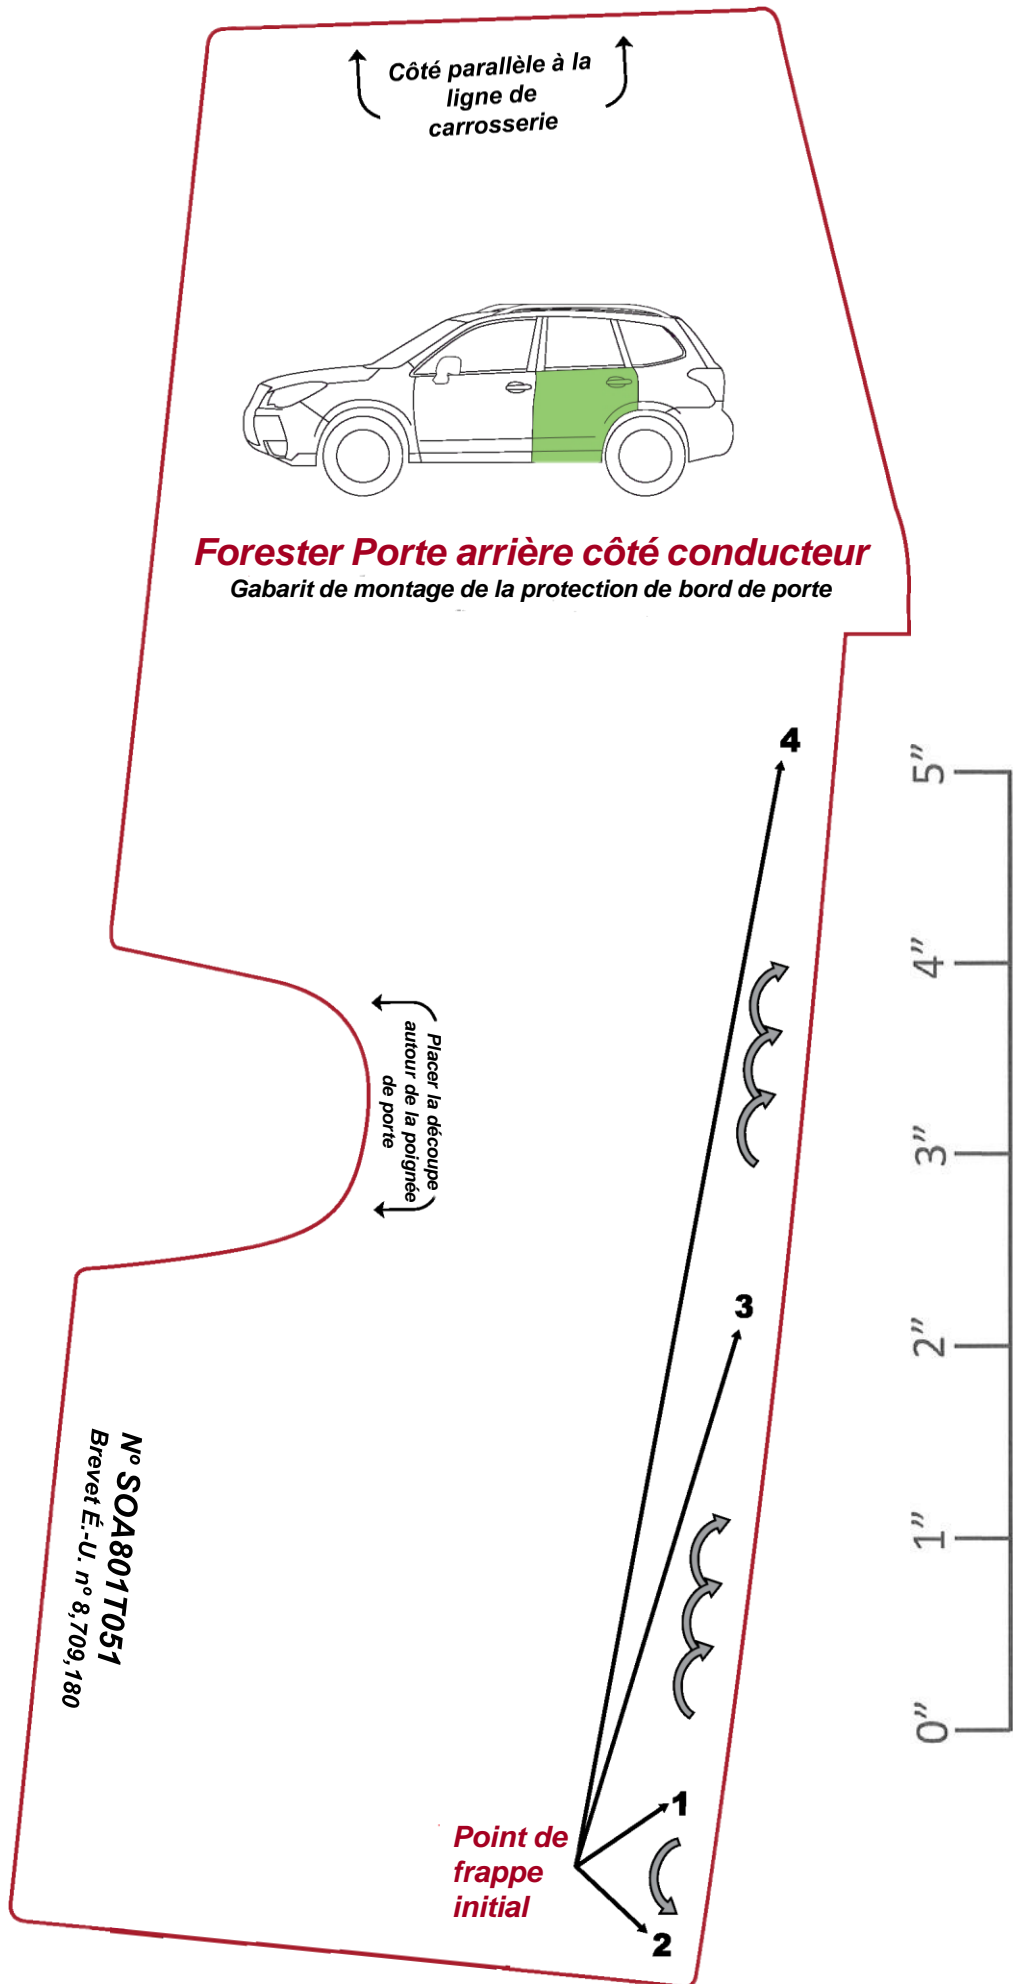 Côté parallèle à la
ligne de
carrosserie
Forester Porte arrière côté conducteur
Gabarit de montage de la protection de bord de porte
4
5”
4”
Placer la découpe
autour de la poignée
de porte
3”
3
2”
Nº SOA801T051
Brevet É.-U. nº 8,709,180
1”
0”
1
Point de
frappe
initial
2